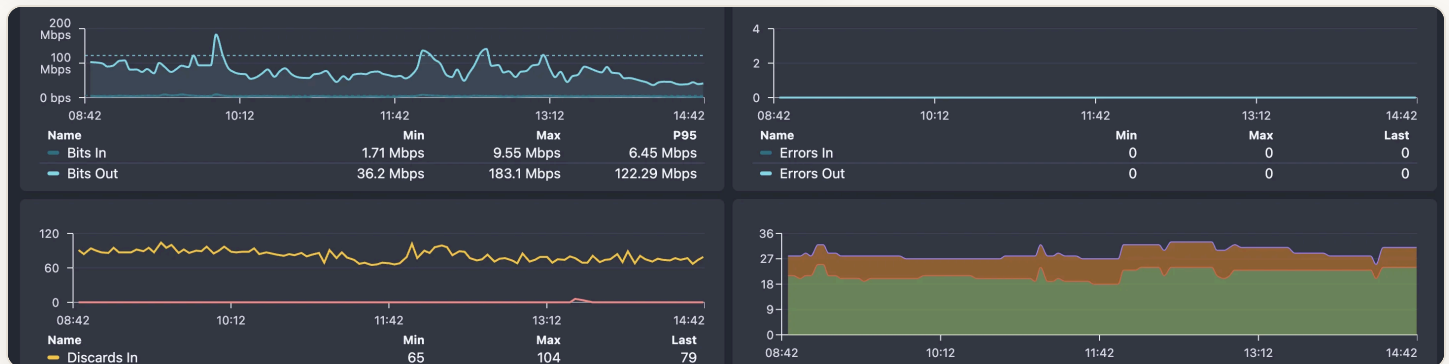 200
Mbps
100
Mbps
0 bps
08:42 10:12 11:42 13:12 14:42
Name Min Max P95
Bits In 1.71 Mbps 9.55 Mbps 6.45 Mbps
Bits Out 36.2 Mbps 183.1 Mbps 122.29 Mbps
4
2
0
08:42 10:12 11:42 13:12 14:42
Name Min Max Last
Errors In 0 0 0
Errors Out 0 0 0
120
60
0
08:42 10:12 11:42 13:12 14:42
Name Min Max Last
Discards In 65 104 79
36
27
18
9
0
08:42 10:12 11:42 13:12 14:42